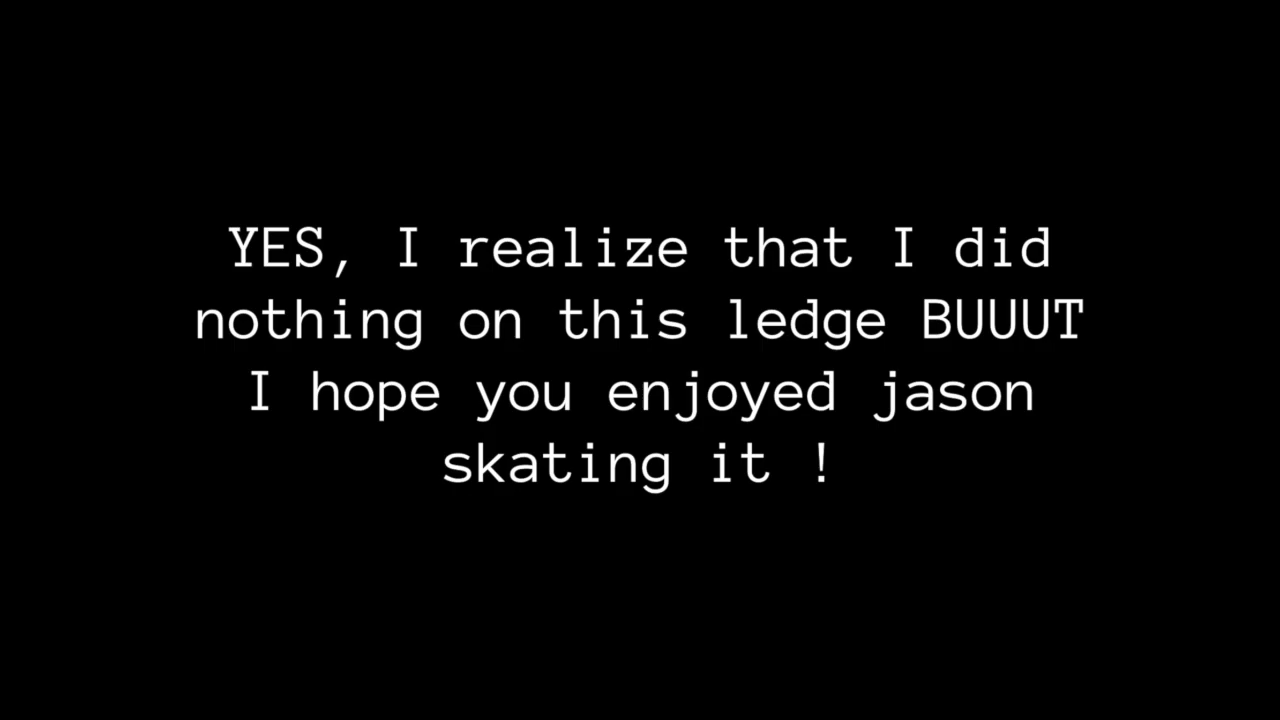 YES, I realize that I did
nothing on this ledge BUUUT
I hope you enjoyed jason
skating it !